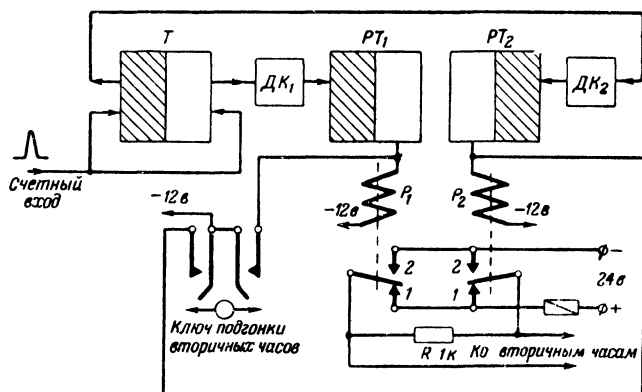 T
PT₁
PT₂
ДК₁
ДК₂
Счетный
вход
-12в
-12в
P₁
P₂
-12в
2
2
1
1
-
24в
+
Ключ подгонки
вторичных часов
R 1к
Ко вторичным часам